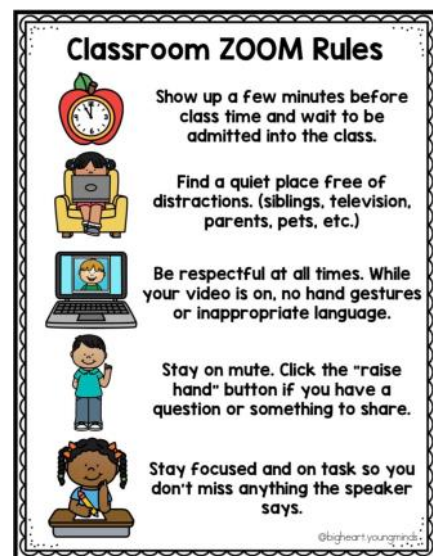 Classroom ZOOM Rules
Show up a few minutes before
class time and wait to be
admitted into the class.
Find a quiet place free of
distractions. (siblings, television,
parents, pets, etc.)
Be respectful at all times. While
your video is on, no hand gestures
or inappropriate language.
Stay on mute. Click the "raise
hand" button if you have a
question or something to share.
Stay focused and on task so you
don't miss anything the speaker
says.
@bigheart.youngminds